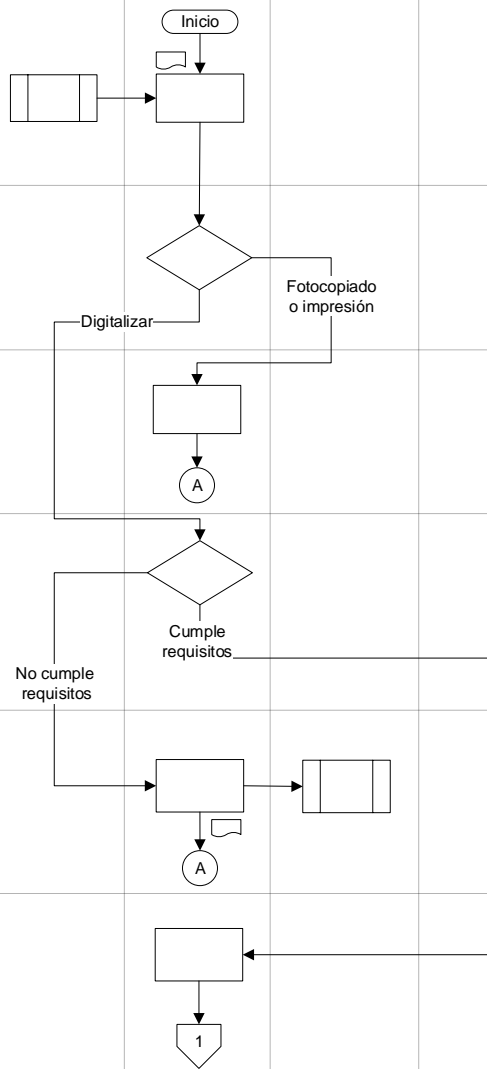 Inicio
Fotocopiado
o impresión
Digitalizar
A
Cumple
requisitos
No cumple
requisitos
A
1